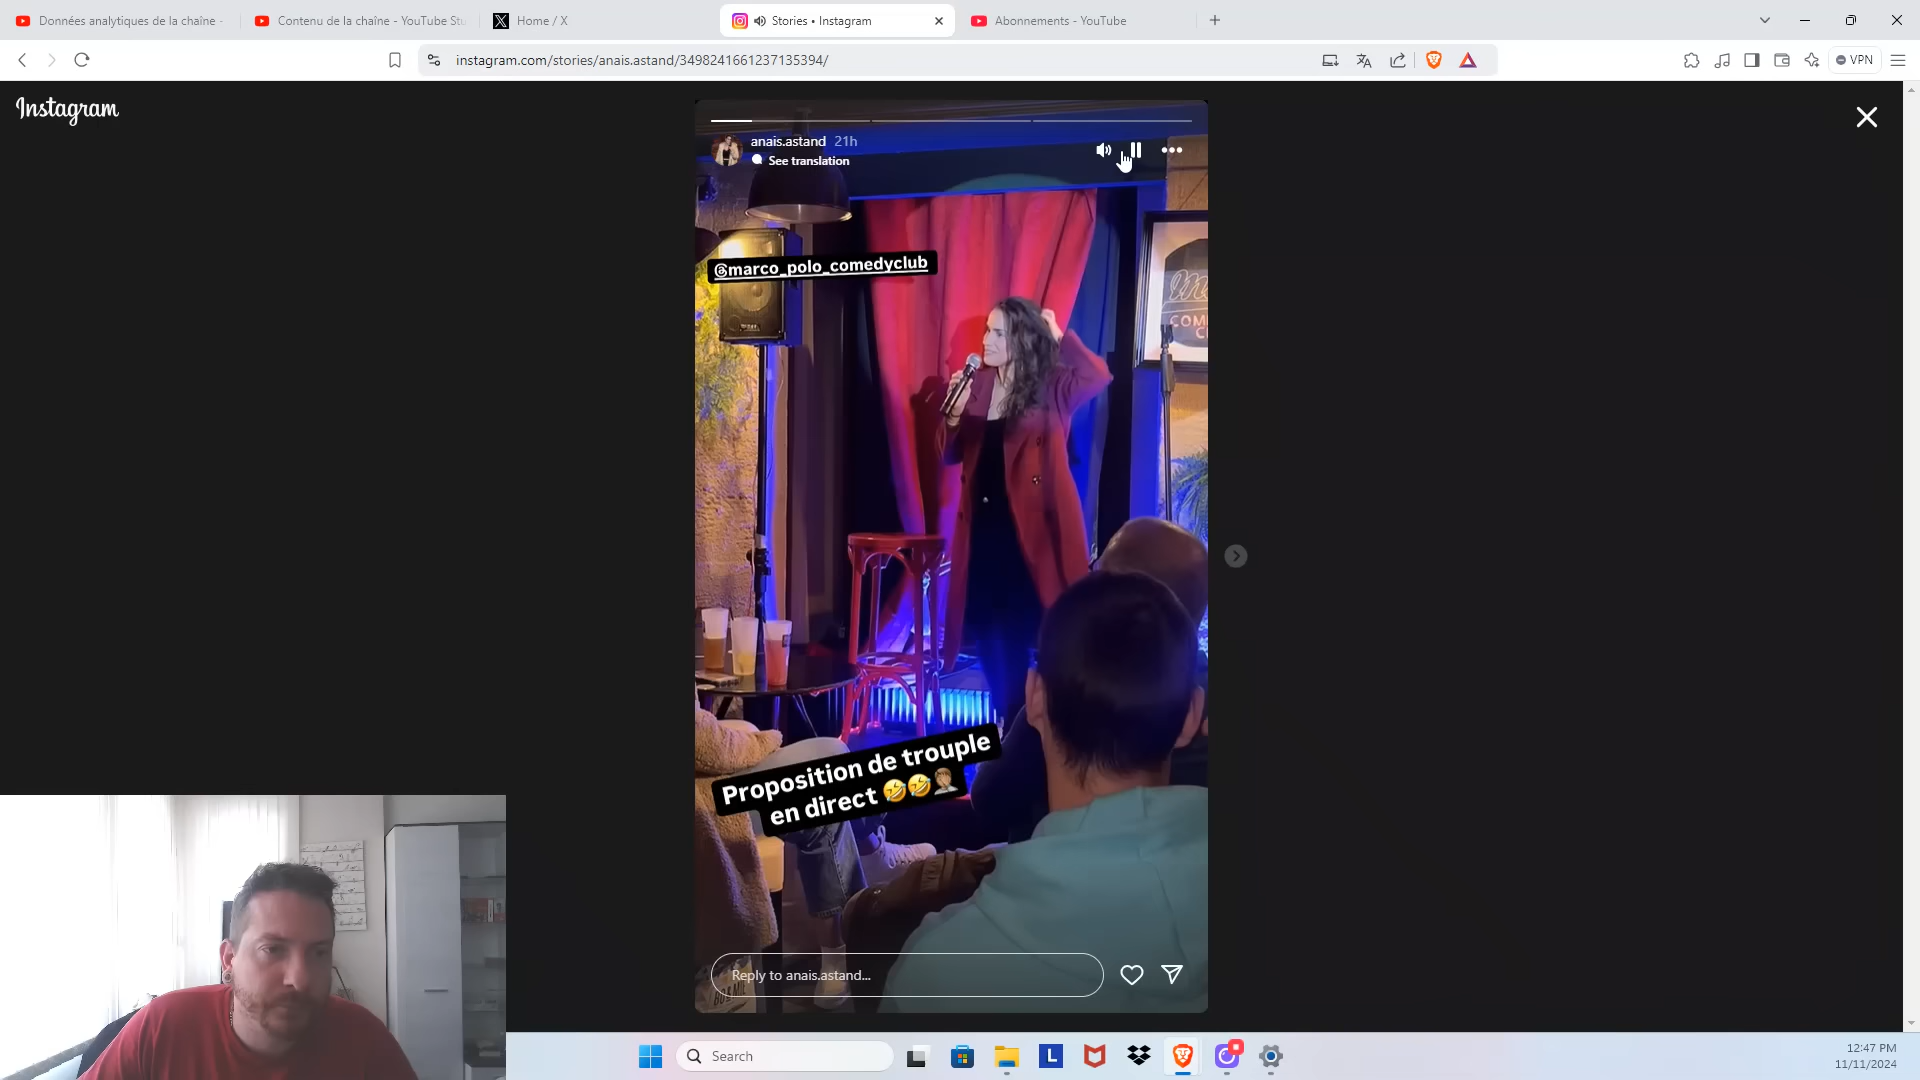 Données analytiques de la chaîne -
Contenu de la chaîne - YouTube Stu
Home / X
Stories • Instagram
Abonnements - YouTube
instagram.com/stories/anais.astand/3498241661237135394/
VPN
Instagram
anais.astand 21h
See translation
@marco_polo_comedyclub
COM
C
Proposition de trouple
en direct 🤣🤣🤦🏼‍♂️
Reply to anais.astand...
Search
L
12:47 PM
11/11/2024